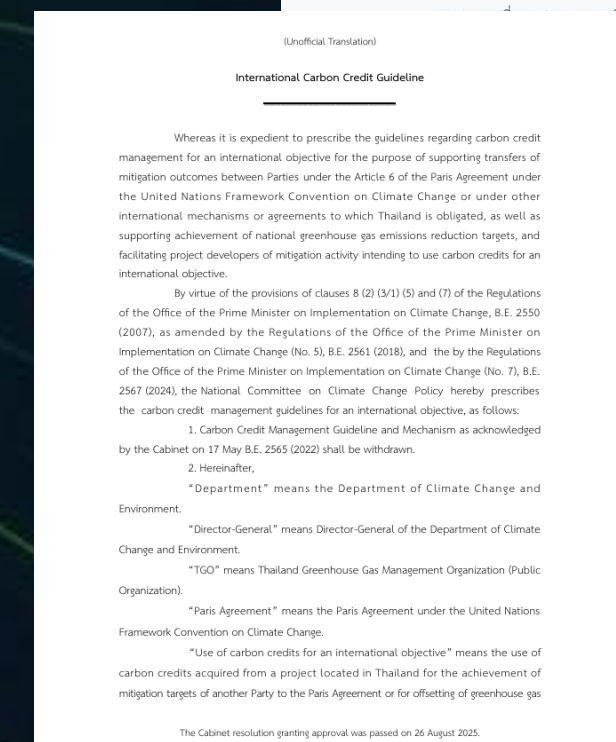 (Unofficial Translation)
International Carbon Credit Guideline
Whereas it is expedient to prescribe the guidelines regarding carbon credit
management for an international objective for the purpose of supporting transfers of
mitigation outcomes between Parties under the Article 6 of the Paris Agreement under
the United Nations Framework Convention on Climate Change or under other
international mechanisms or agreements to which Thailand is obligated, as well as
supporting achievement of national greenhouse gas emissions reduction targets, and
facilitating project developers of mitigation activity intending to use carbon credits for an
international objective.
By virtue of the provisions of clauses 8 (2) (3/1) (5) and (7) of the Regulations
of the Office of the Prime Minister on Implementation on Climate Change, B.E. 2550
(2007), as amended by the Regulations of the Office of the Prime Minister on
Implementation on Climate Change (No. 5), B.E. 2561 (2018), and the by the Regulations
of the Office of the Prime Minister on Implementation on Climate Change (No. 7), B.E.
2567 (2024), the National Committee on Climate Change Policy hereby prescribes
the carbon credit management guidelines for an international objective, as follows:
1. Carbon Credit Management Guideline and Mechanism as acknowledged
by the Cabinet on 17 May B.E. 2565 (2022) shall be withdrawn.
2. Hereinafter,
“Department” means the Department of Climate Change and
Environment.
“Director-General” means Director-General of the Department of Climate
Change and Environment.
“TGO” means Thailand Greenhouse Gas Management Organization (Public
Organization).
“Paris Agreement” means the Paris Agreement under the United Nations
Framework Convention on Climate Change.
“Use of carbon credits for an international objective” means the use of
carbon credits acquired from a project located in Thailand for the achievement of
mitigation targets of another Party to the Paris Agreement or for offsetting of greenhouse gas
The Cabinet resolution granting approval was passed on 26 August 2025.